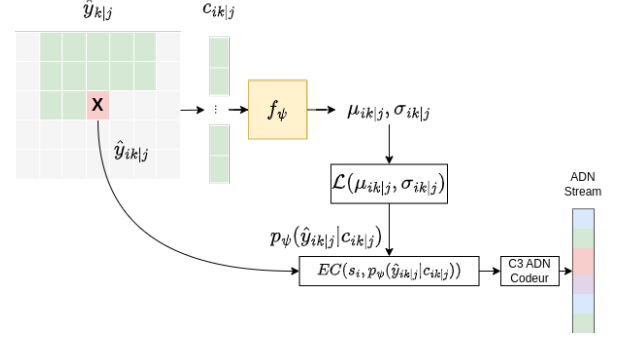 ŷ_{k|j}
c_{ik|j}
X
ŷ_{ik|j}
⋮
f_ψ
μ_{ik|j}, σ_{ik|j}
ℒ(μ_{ik|j}, σ_{ik|j})
p_ψ(ŷ_{ik|j}|c_{ik|j})
EC(s_i, p_ψ(ŷ_{ik|j}|c_{ik|j}))
C3 ADN
Codeur
ADN
Stream